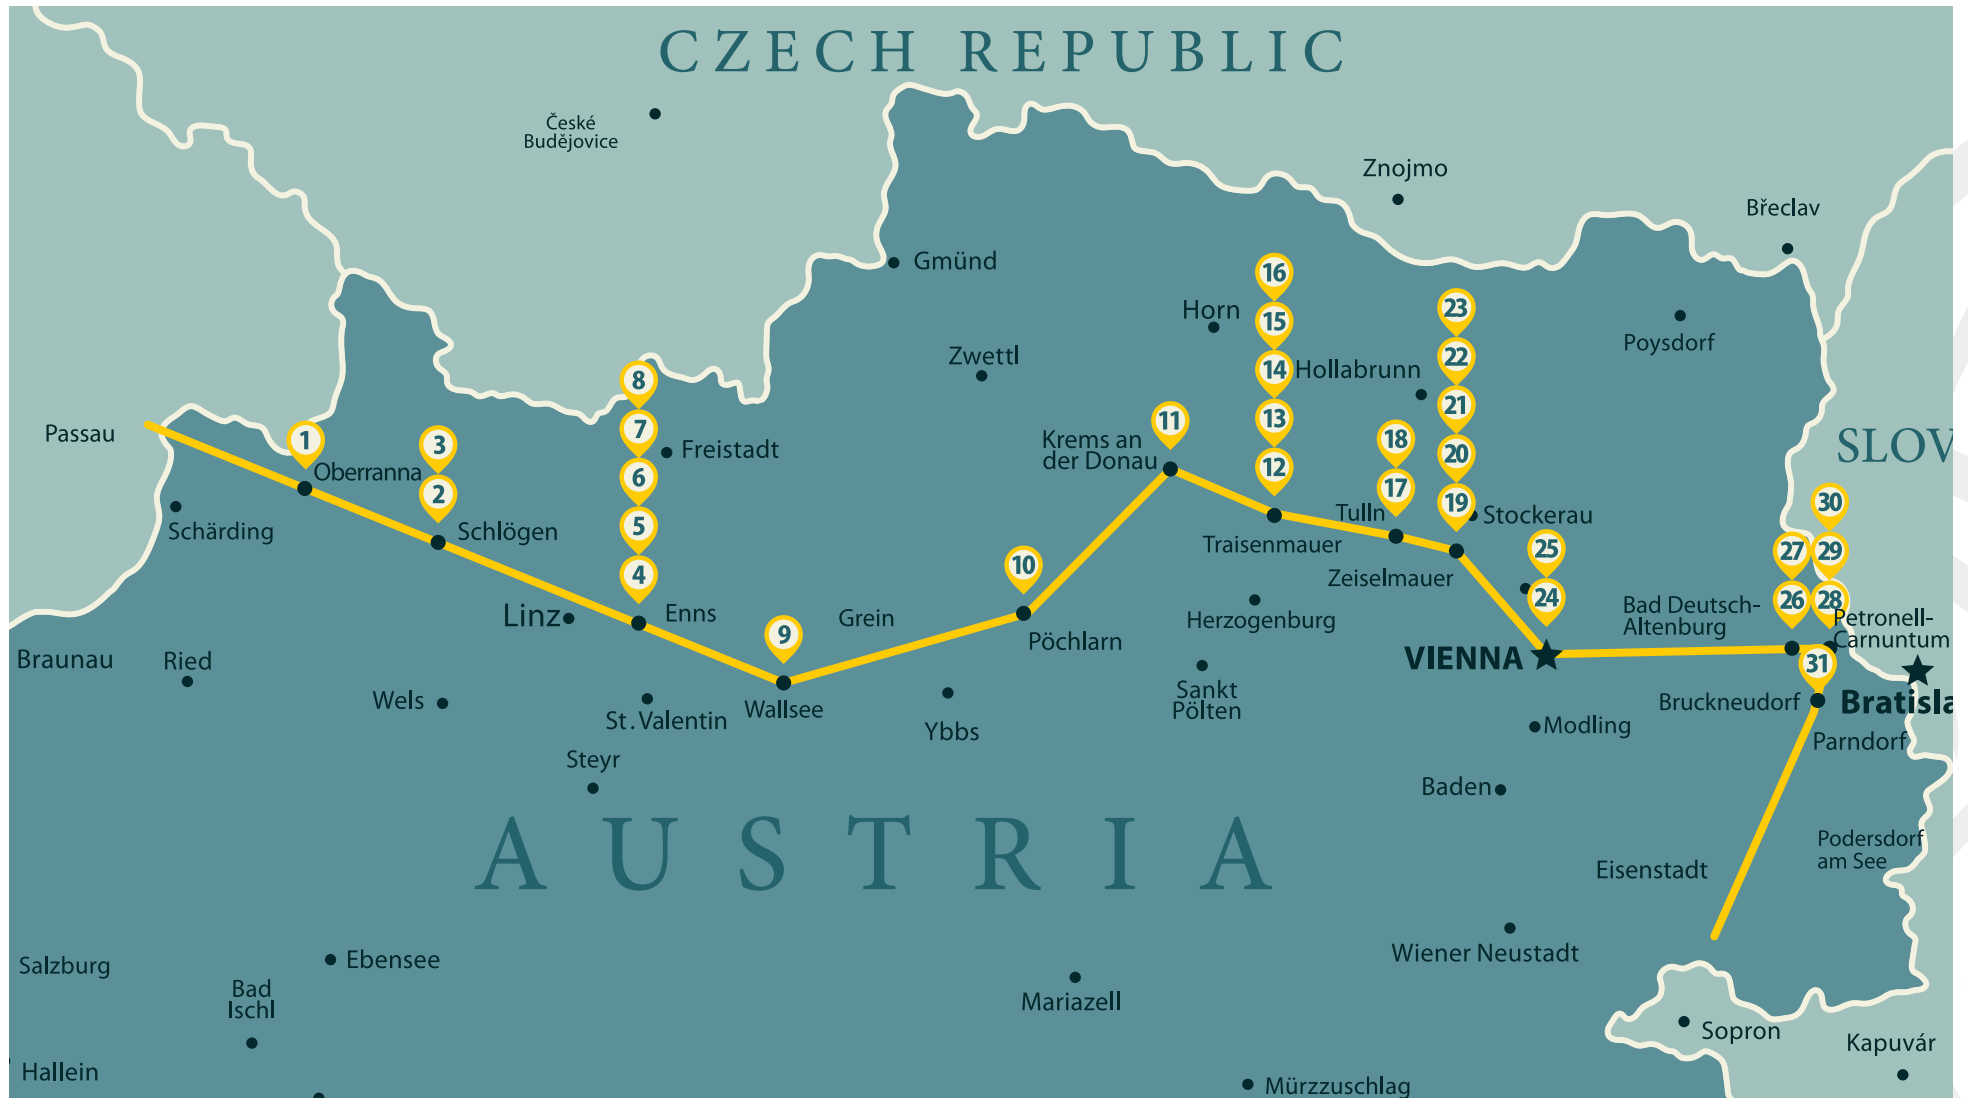 CZECH REPUBLIC
České
Budějovice
Znojmo
Břeclav
Gmünd
16
Horn
15
23
Zwettl
14
Hollabrunn
22
Poysdorf
8
21
Passau
1
3
7
Freistadt
11
Krems an
der Donau
13
18
20
SLOV
Oberranna
2
6
12
17
19
30
Schärding
Schlögen
5
Tulln
Stockerau
Traisenmauer
25
27
29
4
10
Zeiselmauer
24
26
28
Linz
Enns
9
Grein
Herzogenburg
Bad Deutsch-
Altenburg
Petronell-
Carnuntum
Braunau
Ried
Pöchlarn
VIENNA
31
Wels
St. Valentin
Wallsee
Sankt
Pölten
Bruckneudorf
Bratisla
Ybbs
Modling
Parndorf
Steyr
Baden
AUSTRIA
Podersdorf
am See
Eisenstadt
Salzburg
Ebensee
Wiener Neustadt
Bad
Ischl
Mariazell
Sopron
Kapuvár
Hallein
Mürzzuschlag